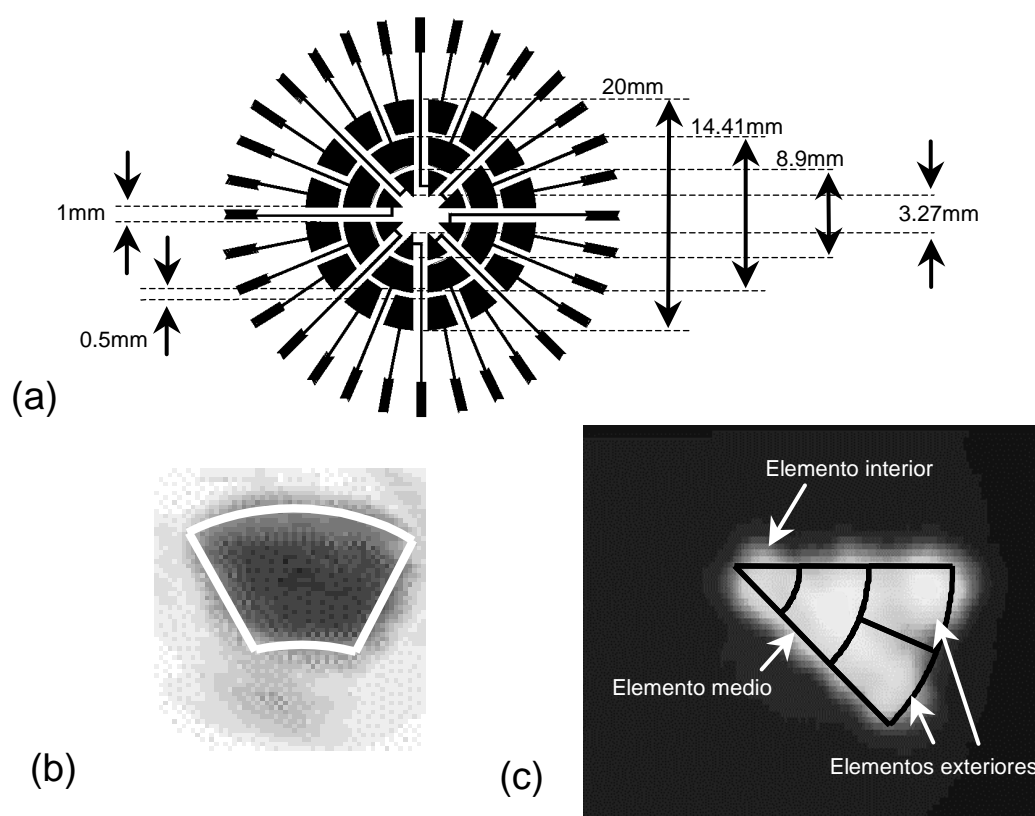 20mm
14.41mm
8.9mm
1mm
3.27mm
0.5mm
(a)
Elemento interior
Elemento medio
(b)
(c)
Elementos exteriores